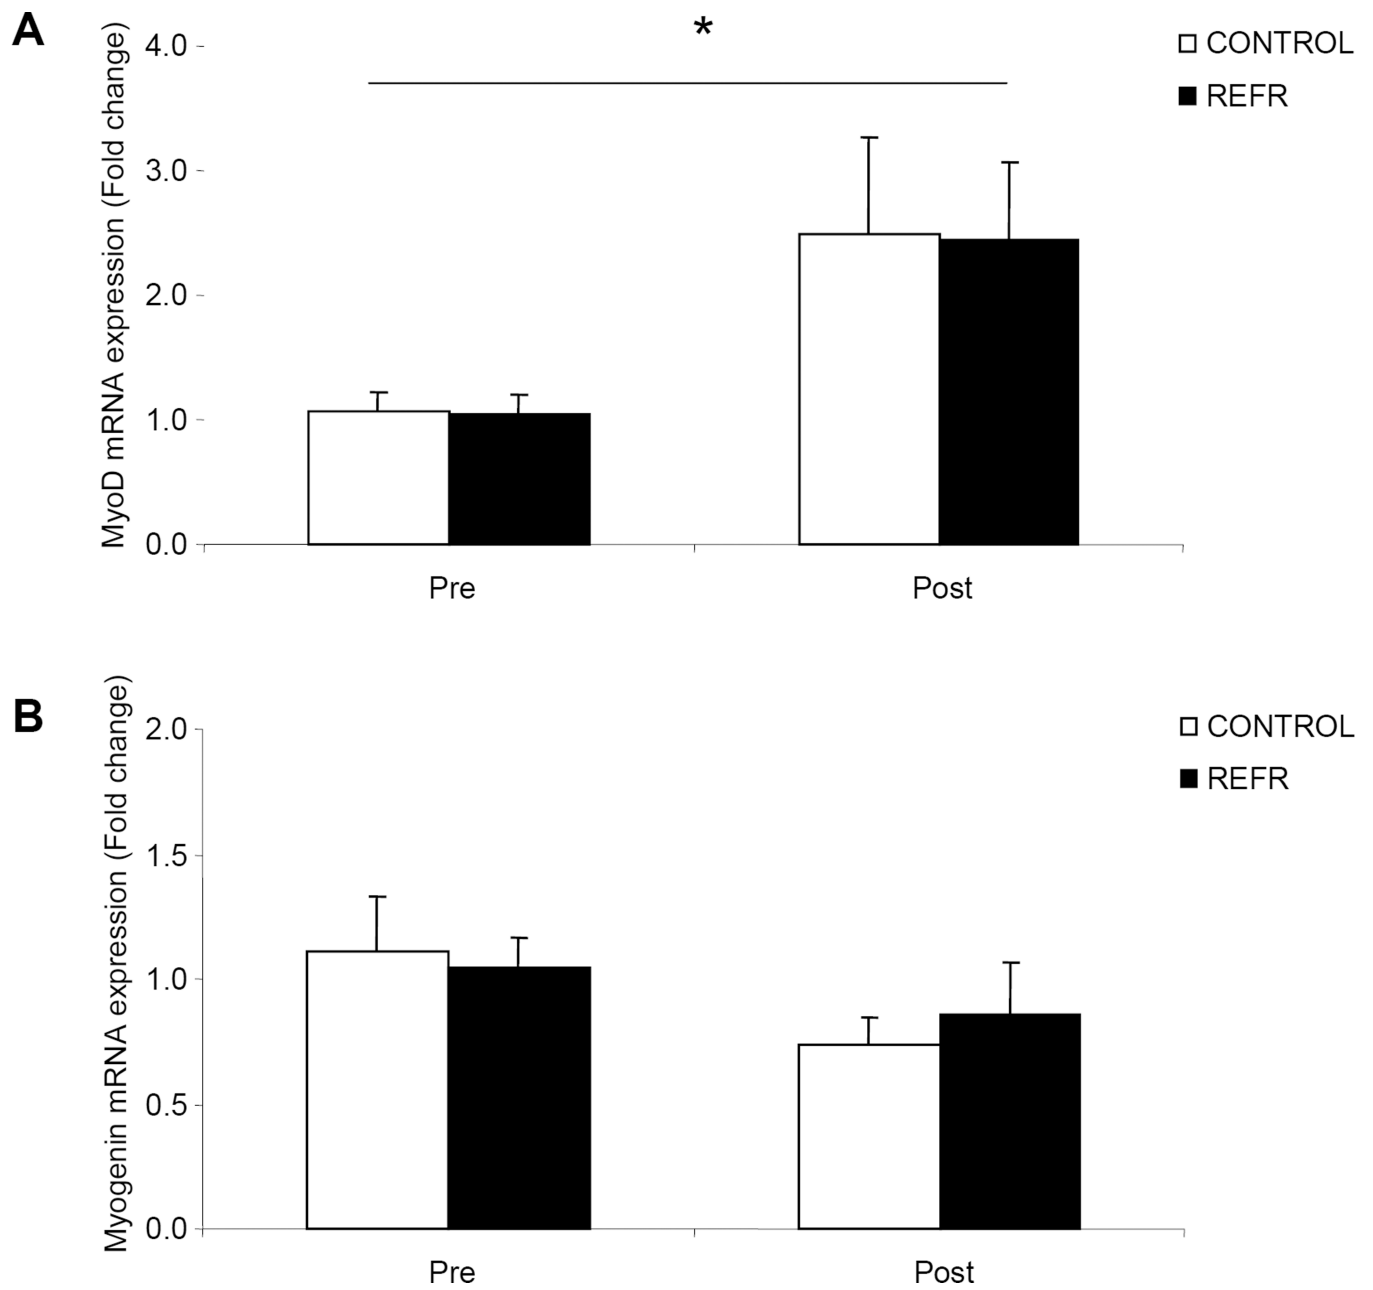 A
MyoD mRNA expression (Fold change)
4.0
3.0
2.0
1.0
0.0
*
CONTROL
REFR
Pre
Post
B
Myogenin mRNA expression (Fold change)
2.0
1.5
1.0
0.5
0.0
CONTROL
REFR
Pre
Post